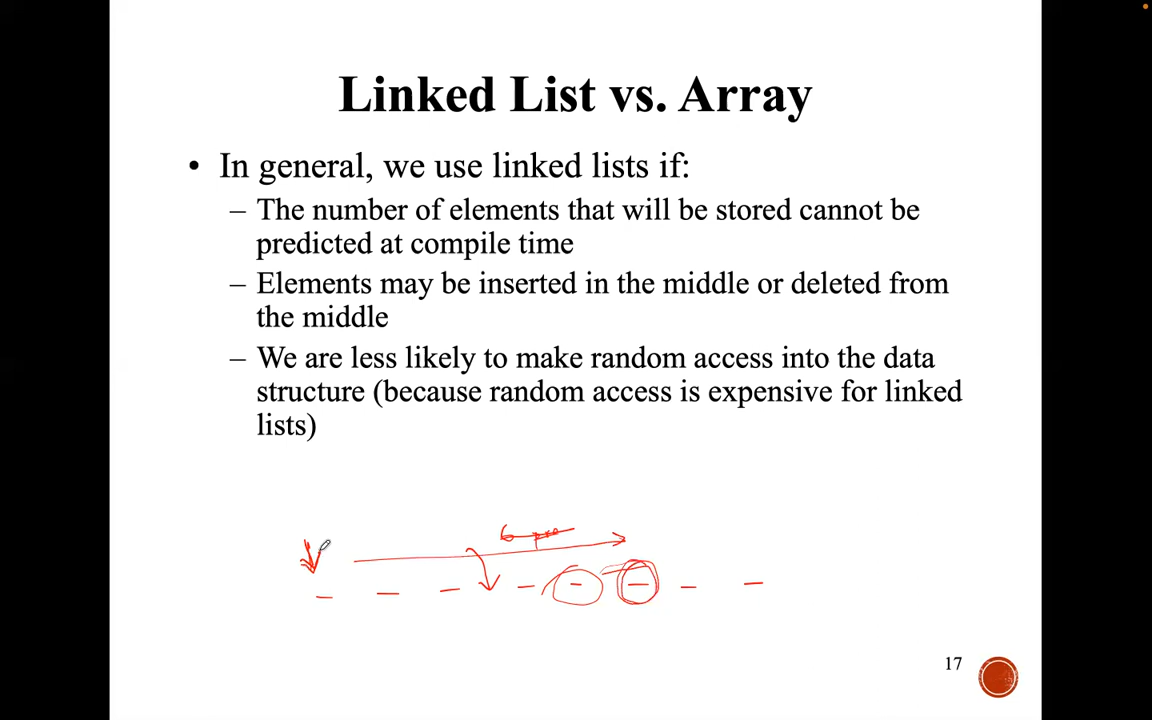 Linked List vs. Array
• In general, we use linked lists if:
– The number of elements that will be stored cannot be
predicted at compile time
– Elements may be inserted in the middle or deleted from
the middle
– We are less likely to make random access into the data
structure (because random access is expensive for linked
lists)
6
17